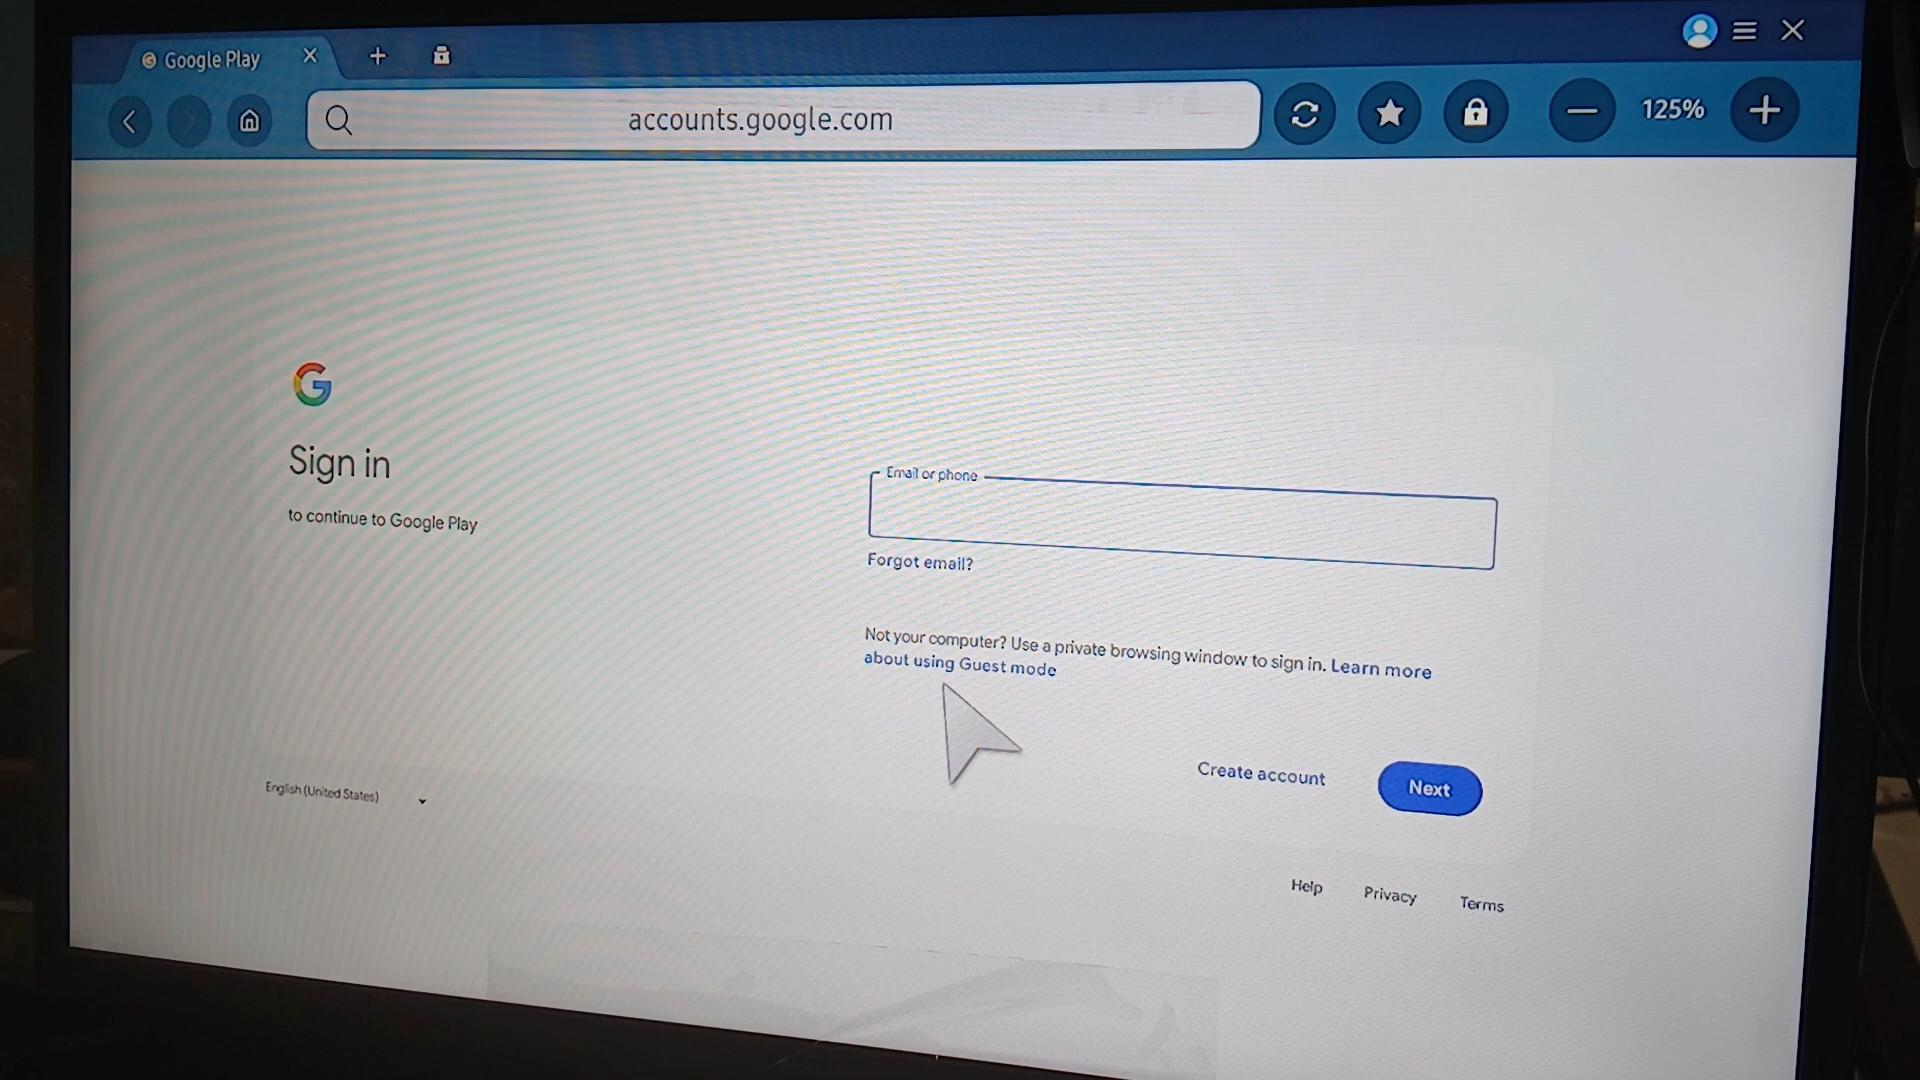 Google Play
accounts.google.com
125%
Sign in
to continue to Google Play
Email or phone
Forgot email?
Not your computer? Use a private browsing window to sign in. Learn more
about using Guest mode
Create account
Next
English (United States)
Help
Privacy
Terms